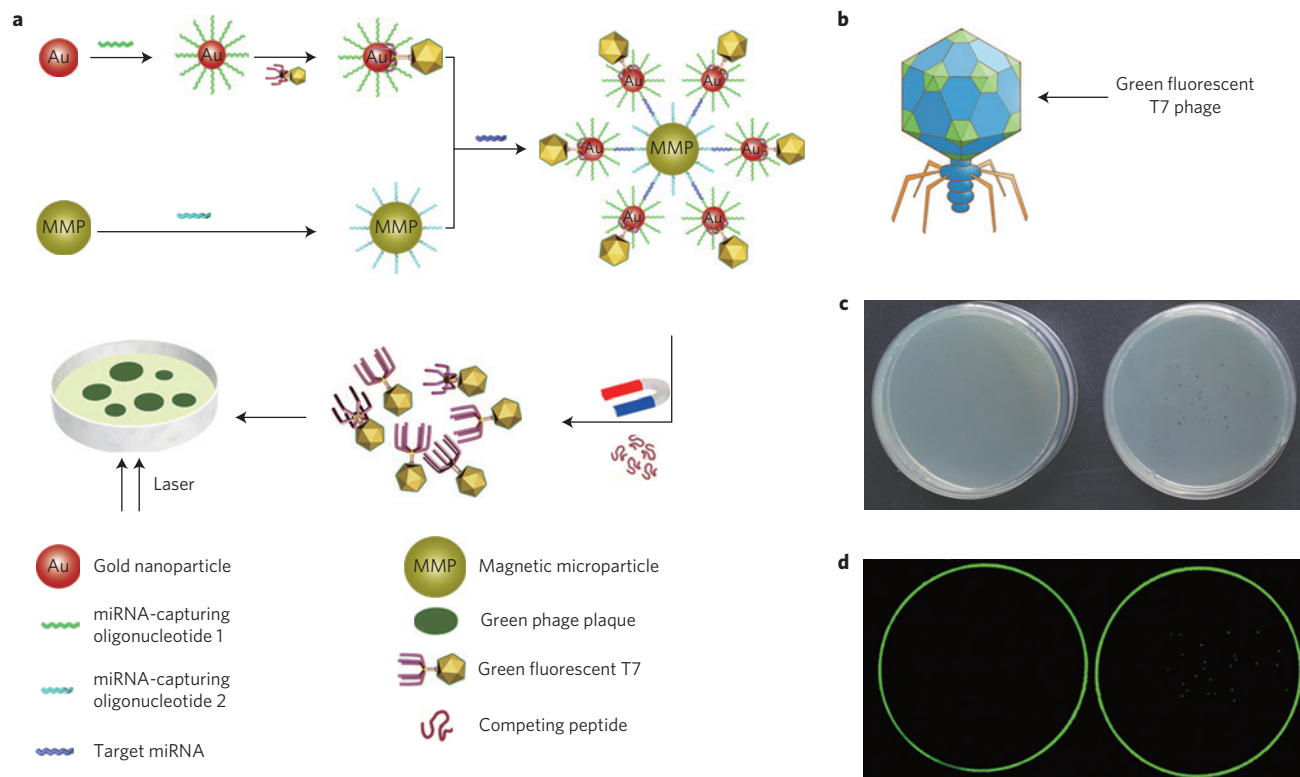 a
Au
Au
Au
MMP
MMP
Au
Au
Au
MMP
Au
Au
Au
Laser
Au
Gold nanoparticle
miRNA-capturing
oligonucleotide 1
miRNA-capturing
oligonucleotide 2
Target miRNA
MMP
Magnetic microparticle
Green phage plaque
Green fluorescent T7
Competing peptide
b
Green fluorescent
T7 phage
c
d